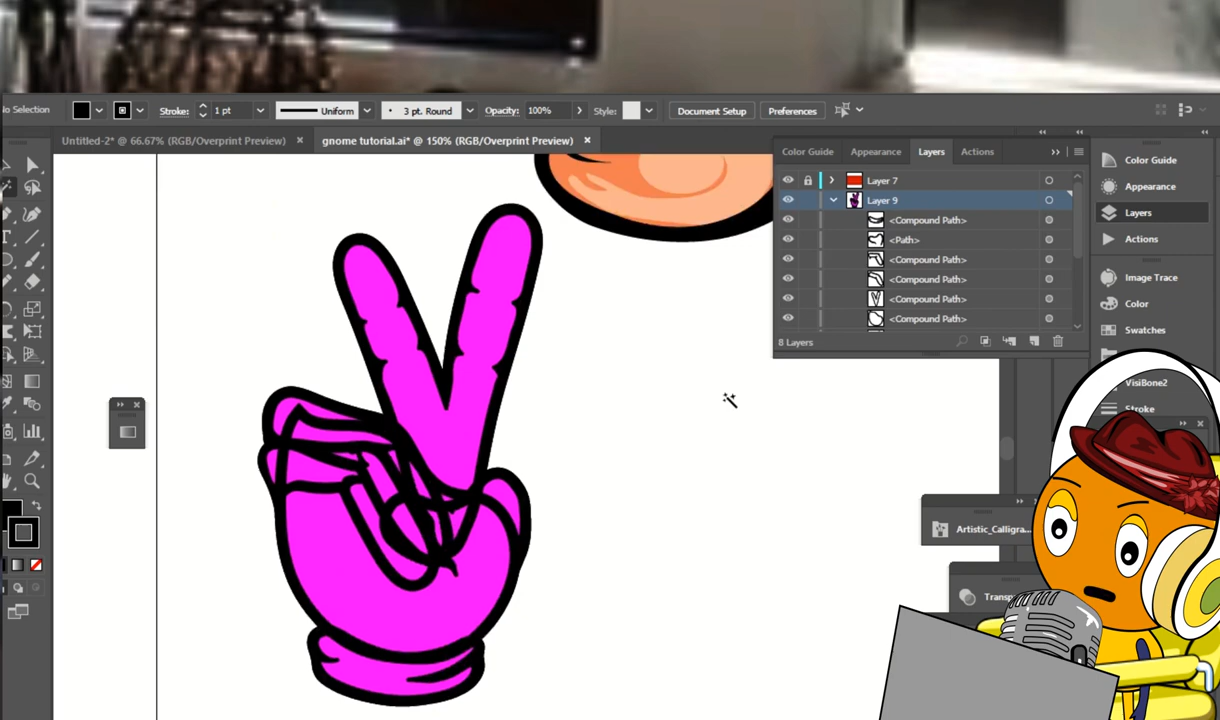 No Selection Stroke: 1 pt Uniform 3 pt. Round Opacity: 100% Style: Document Setup Preferences
Untitled-2* @ 66.67% (RGB/Overprint Preview) × gnome tutorial.ai* @ 150% (RGB/Overprint Preview) ×
Color Guide Appearance Layers Actions
Layer 7
Layer 9
<Compound Path>
<Path>
<Compound Path>
<Compound Path>
<Compound Path>
<Compound Path>
8 Layers
Color Guide
Appearance
Layers
Actions
Image Trace
Color
Swatches
VisiBone2
Stroke
Artistic_Calligra...
Transp